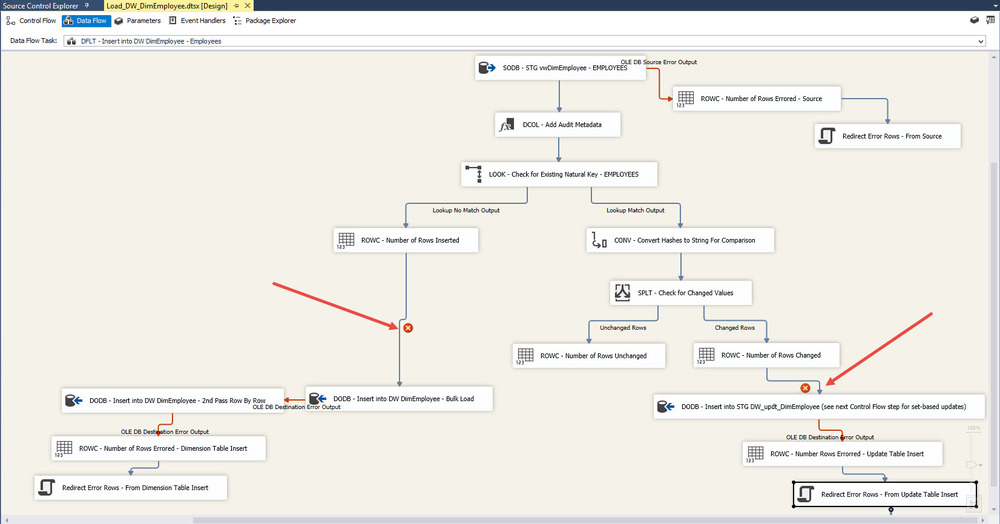 Source Control Explorer
Load_DW_DimEmployee.dtsx [Design]
Control Flow
Data Flow
Parameters
Event Handlers
Package Explorer
Data Flow Task:
DFLT - Insert into DW DimEmployee - Employees
SODB - STG vwDimEmployee - EMPLOYEES
OLE DB Source Error Output
ROWC - Number of Rows Errored - Source
Redirect Error Rows - From Source
DCOL - Add Audit Metadata
LOOK - Check for Existing Natural Key - EMPLOYEES
Lookup No Match Output
Lookup Match Output
ROWC - Number of Rows Inserted
CONV - Convert Hashes to String For Comparison
SPLT - Check for Changed Values
Unchanged Rows
Changed Rows
ROWC - Number of Rows Unchanged
ROWC - Number of Rows Changed
DODB - Insert into DW DimEmployee - 2nd Pass Row By Row
OLE DB Destination Error Output
DODB - Insert into DW DimEmployee - Bulk Load
DODB - Insert into STG DW_updt_DimEmployee (see next Control Flow step for set-based updates)
OLE DB Destination Error Output
OLE DB Destination Error Output
ROWC - Number of Rows Errored - Dimension Table Insert
ROWC - Number Rows Errorred - Update Table Insert
Redirect Error Rows - From Dimension Table Insert
Redirect Error Rows - From Update Table Insert
100%